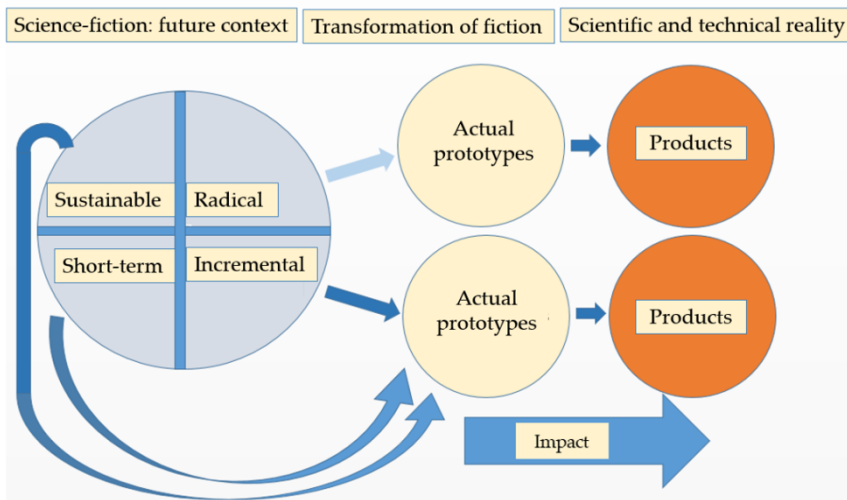 Science-fiction: future context
Transformation of fiction
Scientific and technical reality
Actual
prototypes
Products
Sustainable
Radical
Short-term
Incremental
Actual
prototypes
Products
Impact